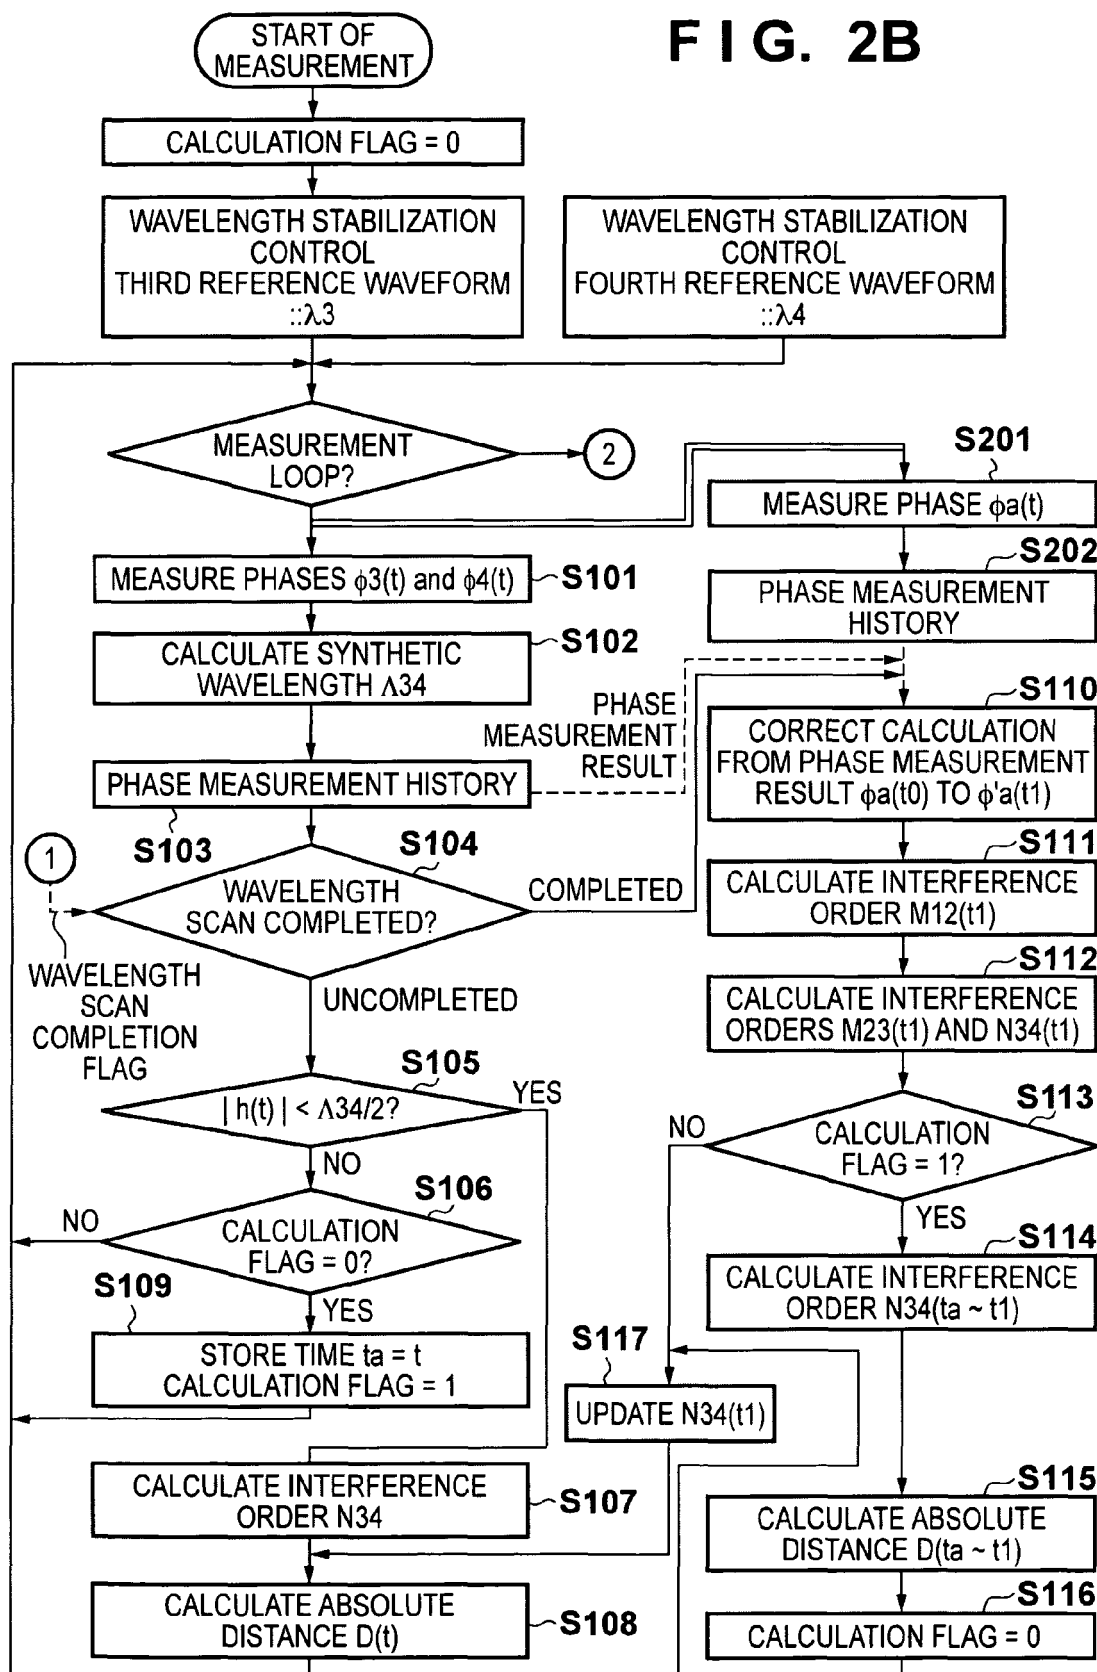 FIG. 2B
START OF
MEASUREMENT
CALCULATION FLAG = 0
WAVELENGTH STABILIZATION
CONTROL
THIRD REFERENCE WAVEFORM
::λ3
WAVELENGTH STABILIZATION
CONTROL
FOURTH REFERENCE WAVEFORM
::λ4
MEASUREMENT
LOOP?
2
S201
MEASURE PHASE ϕa(t)
S202
PHASE MEASUREMENT
HISTORY
MEASURE PHASES ϕ3(t) and ϕ4(t)
S101
CALCULATE SYNTHETIC
WAVELENGTH Λ34
S102
PHASE
MEASUREMENT
RESULT
PHASE MEASUREMENT HISTORY
S103
S110
CORRECT CALCULATION
FROM PHASE MEASUREMENT
RESULT ϕa(t0) TO ϕ'a(t1)
1
S104
WAVELENGTH
SCAN COMPLETED?
COMPLETED
WAVELENGTH
SCAN
COMPLETION
FLAG
UNCOMPLETED
S111
CALCULATE INTERFERENCE
ORDER M12(t1)
S112
CALCULATE INTERFERENCE
ORDERS M23(t1) AND N34(t1)
S105
| h(t) | < Λ34/2?
YES
NO
S113
CALCULATION
FLAG = 1?
NO
YES
S106
CALCULATION
FLAG = 0?
NO
YES
S109
STORE TIME ta = t
CALCULATION FLAG = 1
S114
CALCULATE INTERFERENCE
ORDER N34(ta ~ t1)
S117
UPDATE N34(t1)
CALCULATE INTERFERENCE
ORDER N34
S107
S115
CALCULATE ABSOLUTE
DISTANCE D(ta ~ t1)
CALCULATE ABSOLUTE
DISTANCE D(t)
S108
S116
CALCULATION FLAG = 0